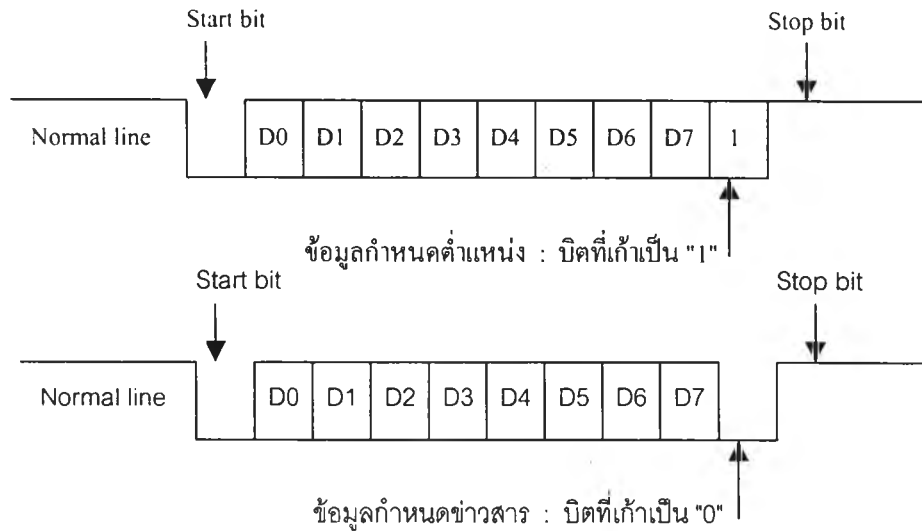 Start bit
Stop bit
Normal line
D0 D1 D2 D3 D4 D5 D6 D7 1
ข้อมูลกำหนดตำแหน่ง : บิตที่เก้าเป็น "1"
Start bit
Stop bit
Normal line
D0 D1 D2 D3 D4 D5 D6 D7
ข้อมูลกำหนดข่าวสาร : บิตที่เก้าเป็น "0"